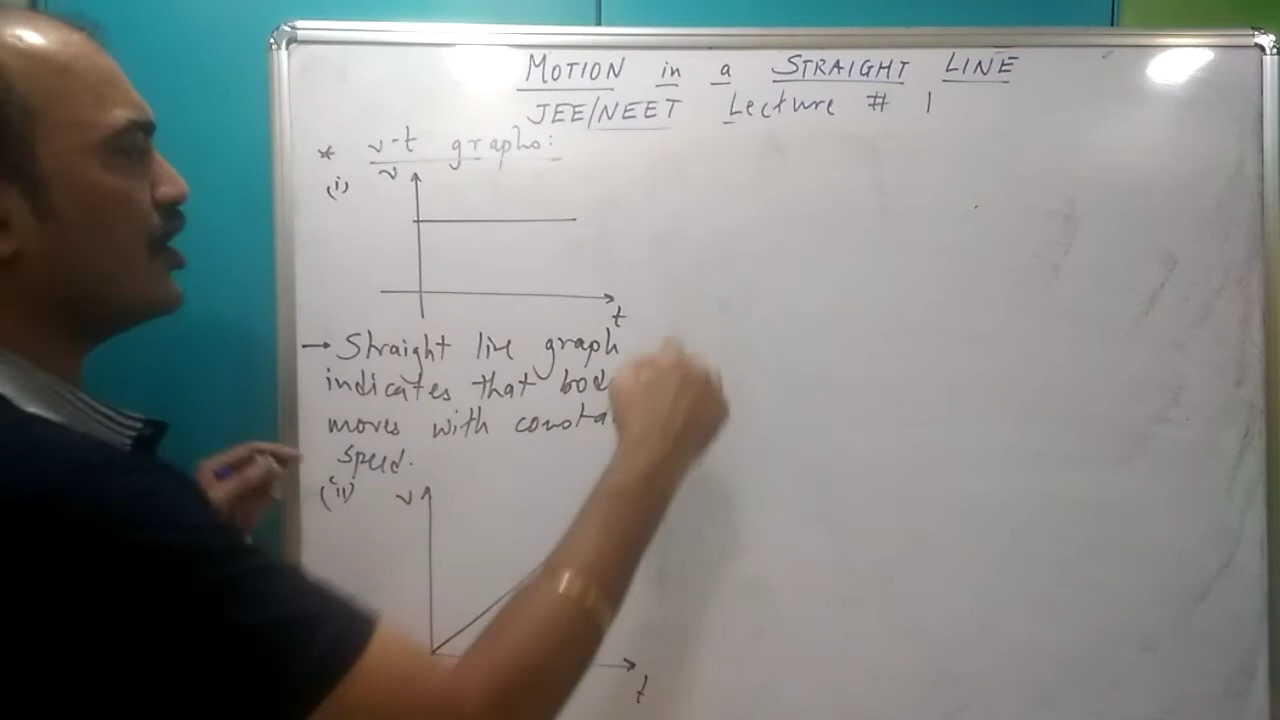 MOTION in a STRAIGHT LINE
JEE/NEET Lecture # 1
* v-t graphs:
(i) v
t
→ Straight line graph
indicates that
moves with
speed.
(ii) v
t